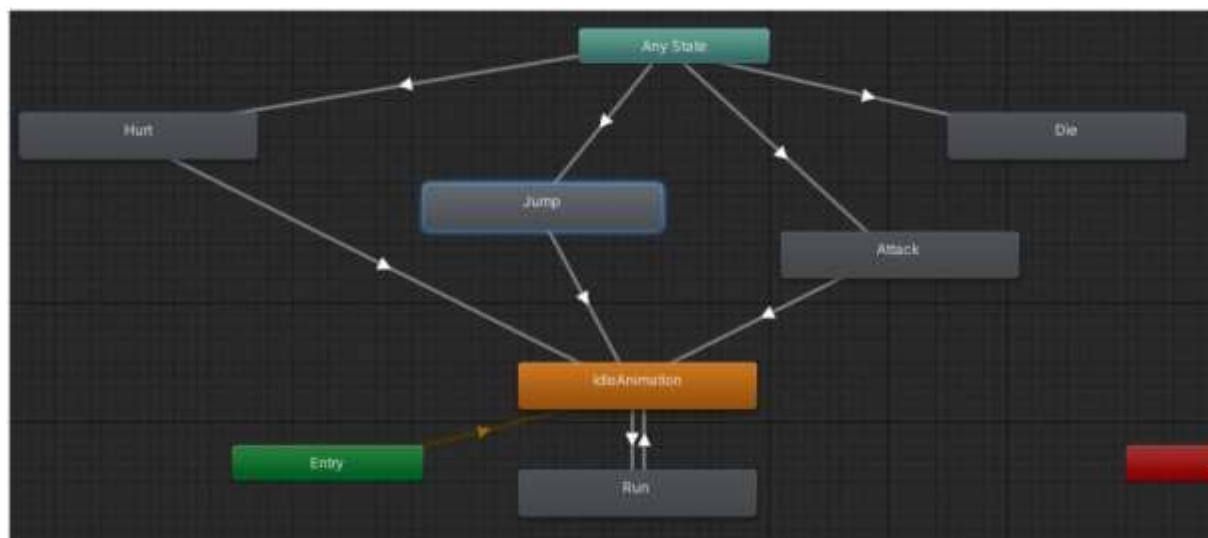 Any State
Hurt
Die
Jump
Attack
IdleAnimation
Entry
Run